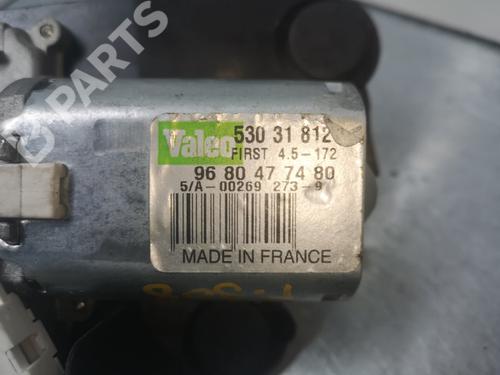 B-PARTS
Valeo
530 31 812
FIRST 4.5-172
96 80 47 74 80
5/A-00269 273-9
MADE IN FRANCE